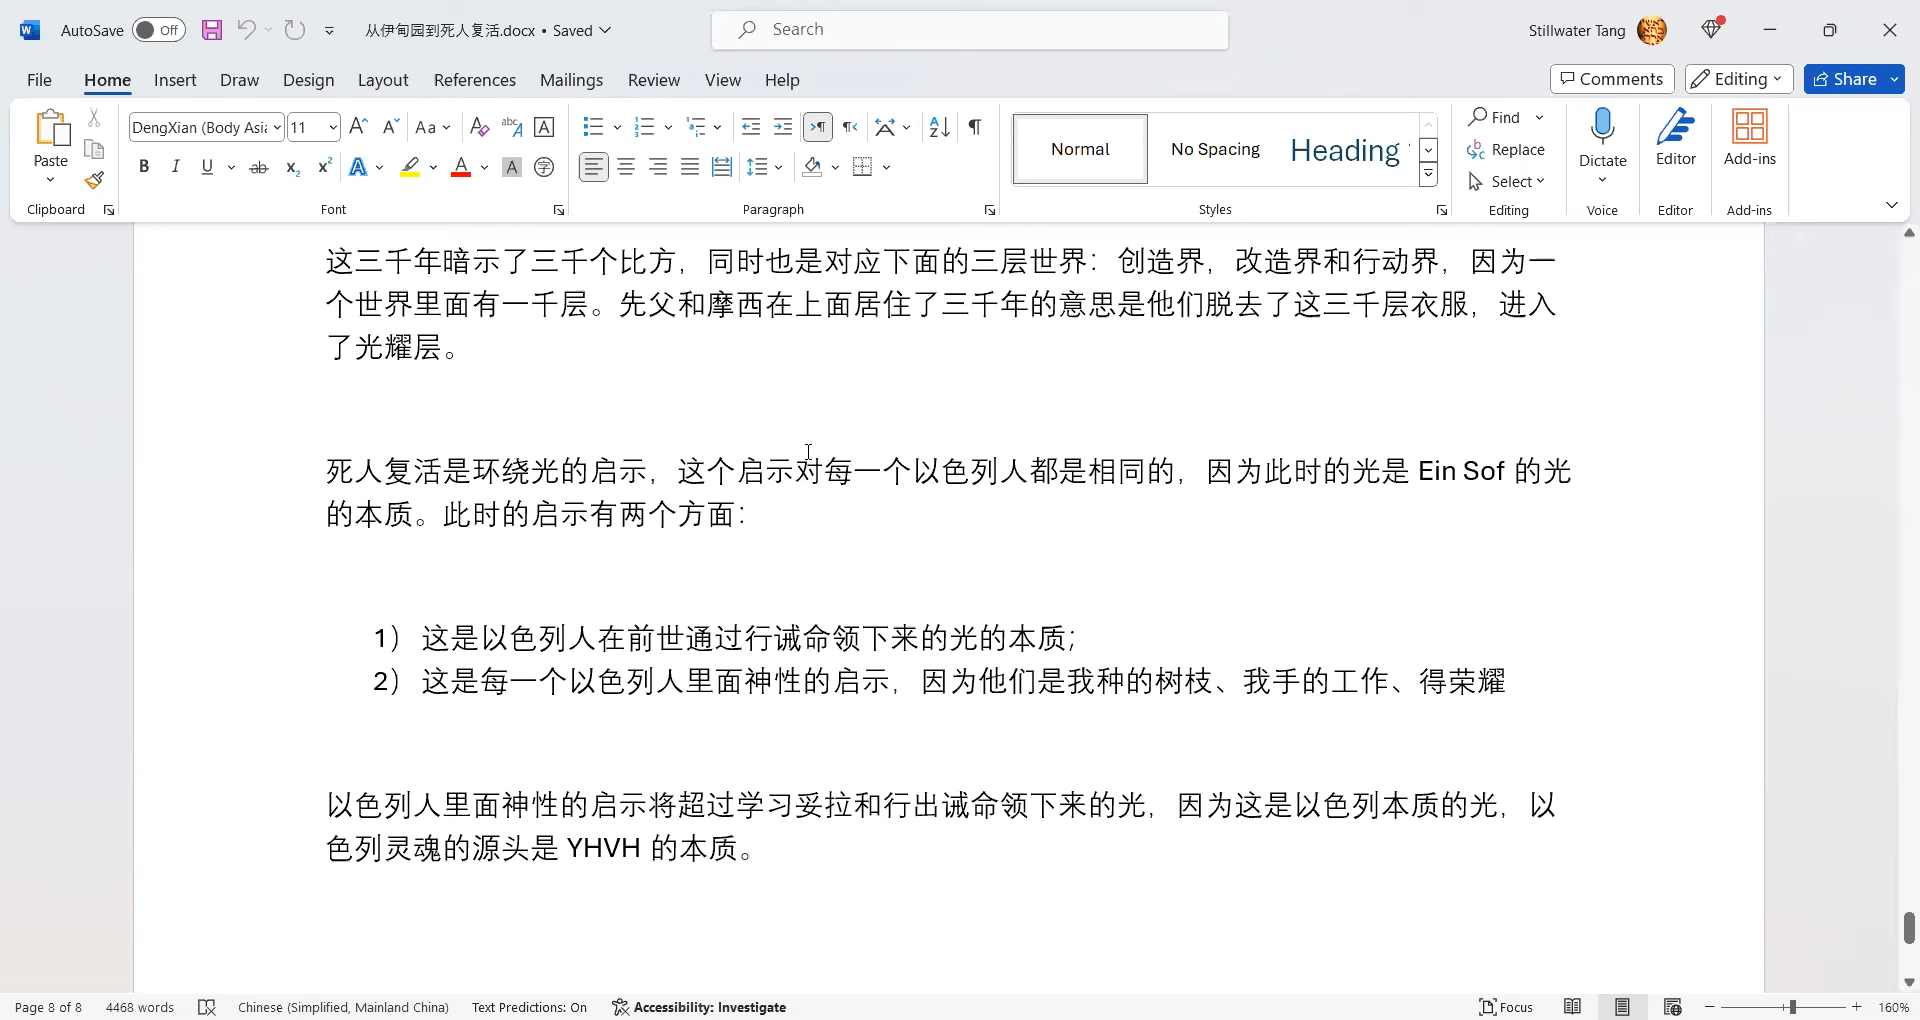 AutoSave Off 从伊甸园到死人复活.docx • Saved Search Stillwater Tang
File Home Insert Draw Design Layout References Mailings Review View Help Comments Editing Share
Paste DengXian (Body Asia 11 Aa abc A
B I U ab x₂ x² A A A 字
Normal No Spacing Heading
Find Replace Select Dictate Editor Add-ins
Clipboard Font Paragraph Styles Editing Voice Editor Add-ins
这三千年暗示了三千个比方，同时也是对应下面的三层世界：创造界，改造界和行动界，因为一
个世界里面有一千层。先父和摩西在上面居住了三千年的意思是他们脱去了这三千层衣服，进入
了光耀层。
死人复活是环绕光的启示，这个启示对每一个以色列人都是相同的，因为此时的光是 Ein Sof 的光
的本质。此时的启示有两个方面：
1） 这是以色列人在前世通过行诫命领下来的光的本质；
2） 这是每一个以色列人里面神性的启示，因为他们是我种的树枝、我手的工作、得荣耀
以色列人里面神性的启示将超过学习妥拉和行出诫命领下来的光，因为这是以色列本质的光，以
色列灵魂的源头是 YHVH 的本质。
Page 8 of 8 4468 words Chinese (Simplified, Mainland China) Text Predictions: On Accessibility: Investigate Focus 160%